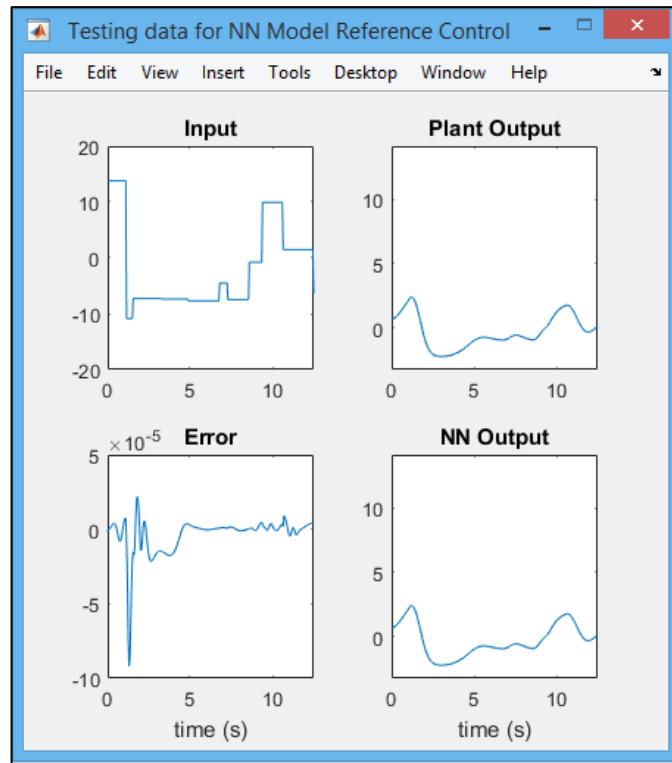 Testing data for NN Model Reference Control
File Edit View Insert Tools Desktop Window Help
Input
20
10
0
-10
-20
0 5 10
Plant Output
10
5
0
0 5 10
Error
×10^-5
5
0
-5
-10
0 5 10
time (s)
NN Output
10
5
0
0 5 10
time (s)